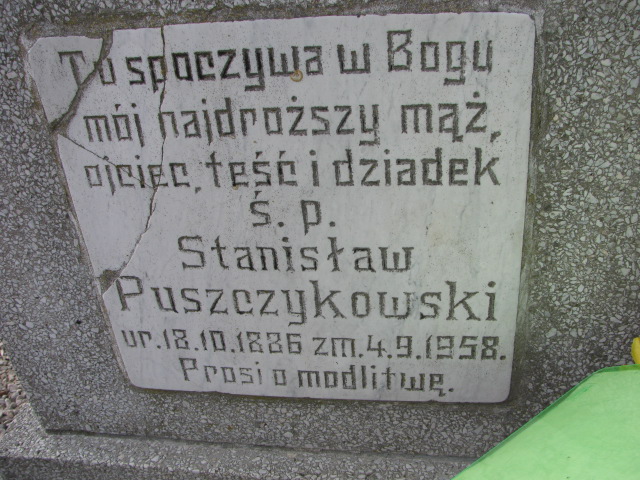 Tu spoczywa w Bogu
mój najdroższy mąż,
ojciec, teść i dziadek
ś. p.
Stanisław
Puszczykowski
ur. 18.10.1886 zm. 4.9.1958.
Prosi o modlitwę.